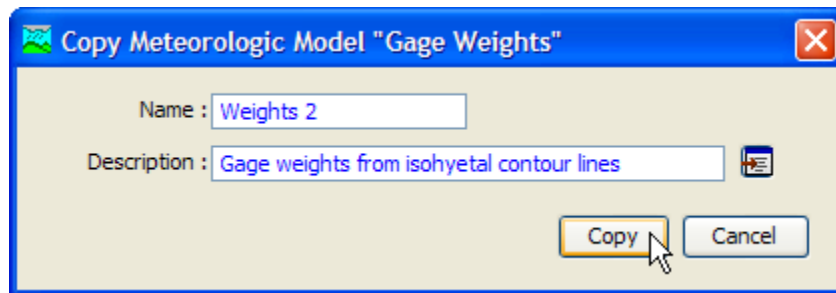 Copy Meteorologic Model "Gage Weights"
Name : Weights 2
Description : Gage weights from isohyetal contour lines
Copy Cancel